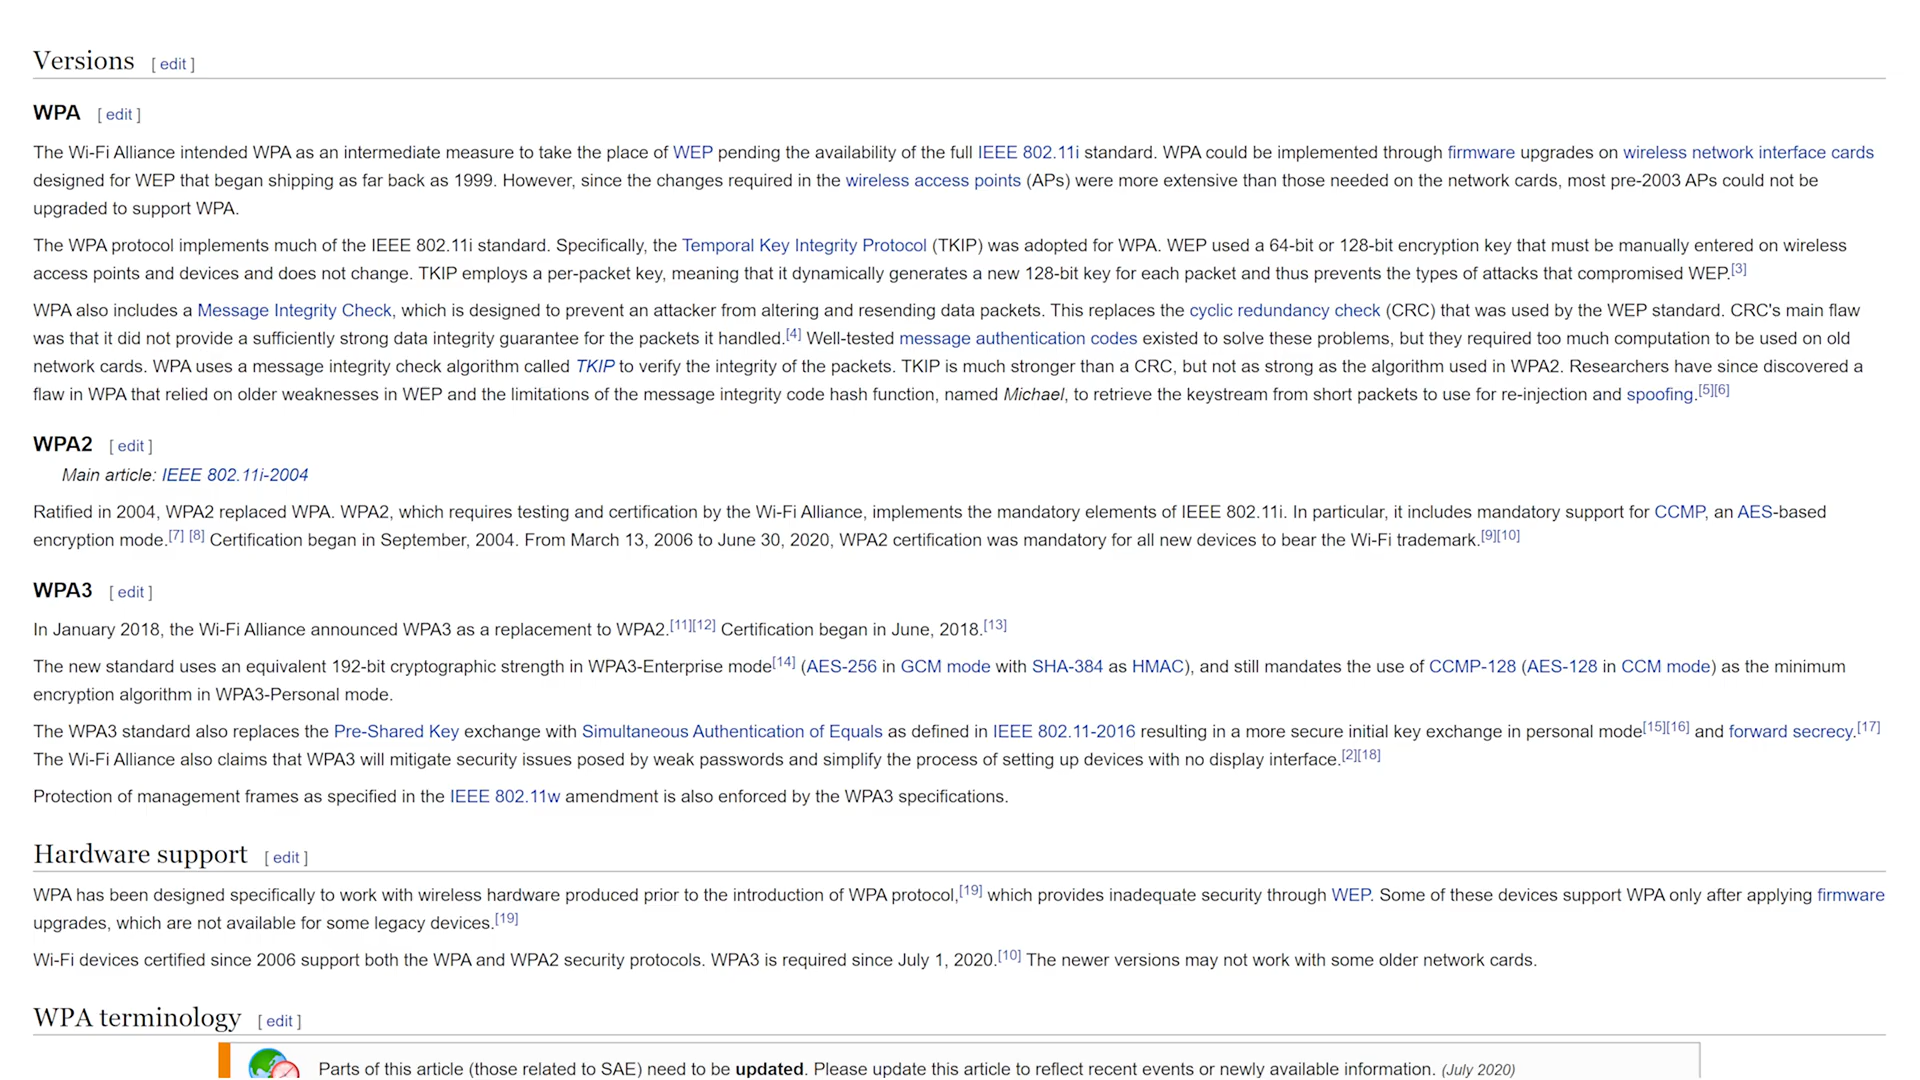 Versions [ edit ]
WPA [ edit ]
The Wi-Fi Alliance intended WPA as an intermediate measure to take the place of WEP pending the availability of the full IEEE 802.11i standard. WPA could be implemented through firmware upgrades on wireless network interface cards
designed for WEP that began shipping as far back as 1999. However, since the changes required in the wireless access points (APs) were more extensive than those needed on the network cards, most pre-2003 APs could not be
upgraded to support WPA.
The WPA protocol implements much of the IEEE 802.11i standard. Specifically, the Temporal Key Integrity Protocol (TKIP) was adopted for WPA. WEP used a 64-bit or 128-bit encryption key that must be manually entered on wireless
access points and devices and does not change. TKIP employs a per-packet key, meaning that it dynamically generates a new 128-bit key for each packet and thus prevents the types of attacks that compromised WEP.[3]
WPA also includes a Message Integrity Check, which is designed to prevent an attacker from altering and resending data packets. This replaces the cyclic redundancy check (CRC) that was used by the WEP standard. CRC's main flaw
was that it did not provide a sufficiently strong data integrity guarantee for the packets it handled.[4] Well-tested message authentication codes existed to solve these problems, but they required too much computation to be used on old
network cards. WPA uses a message integrity check algorithm called TKIP to verify the integrity of the packets. TKIP is much stronger than a CRC, but not as strong as the algorithm used in WPA2. Researchers have since discovered a
flaw in WPA that relied on older weaknesses in WEP and the limitations of the message integrity code hash function, named Michael, to retrieve the keystream from short packets to use for re-injection and spoofing.[5][6]
WPA2 [ edit ]
Main article: IEEE 802.11i-2004
Ratified in 2004, WPA2 replaced WPA. WPA2, which requires testing and certification by the Wi-Fi Alliance, implements the mandatory elements of IEEE 802.11i. In particular, it includes mandatory support for CCMP, an AES-based
encryption mode.[7] [8] Certification began in September, 2004. From March 13, 2006 to June 30, 2020, WPA2 certification was mandatory for all new devices to bear the Wi-Fi trademark.[9][10]
WPA3 [ edit ]
In January 2018, the Wi-Fi Alliance announced WPA3 as a replacement to WPA2.[11][12] Certification began in June, 2018.[13]
The new standard uses an equivalent 192-bit cryptographic strength in WPA3-Enterprise mode[14] (AES-256 in GCM mode with SHA-384 as HMAC), and still mandates the use of CCMP-128 (AES-128 in CCM mode) as the minimum
encryption algorithm in WPA3-Personal mode.
The WPA3 standard also replaces the Pre-Shared Key exchange with Simultaneous Authentication of Equals as defined in IEEE 802.11-2016 resulting in a more secure initial key exchange in personal mode[15][16] and forward secrecy.[17]
The Wi-Fi Alliance also claims that WPA3 will mitigate security issues posed by weak passwords and simplify the process of setting up devices with no display interface.[2][18]
Protection of management frames as specified in the IEEE 802.11w amendment is also enforced by the WPA3 specifications.
Hardware support [ edit ]
WPA has been designed specifically to work with wireless hardware produced prior to the introduction of WPA protocol,[19] which provides inadequate security through WEP. Some of these devices support WPA only after applying firmware
upgrades, which are not available for some legacy devices.[19]
Wi-Fi devices certified since 2006 support both the WPA and WPA2 security protocols. WPA3 is required since July 1, 2020.[10] The newer versions may not work with some older network cards.
WPA terminology [ edit ]
Parts of this article (those related to SAE) need to be updated. Please update this article to reflect recent events or newly available information. (July 2020)